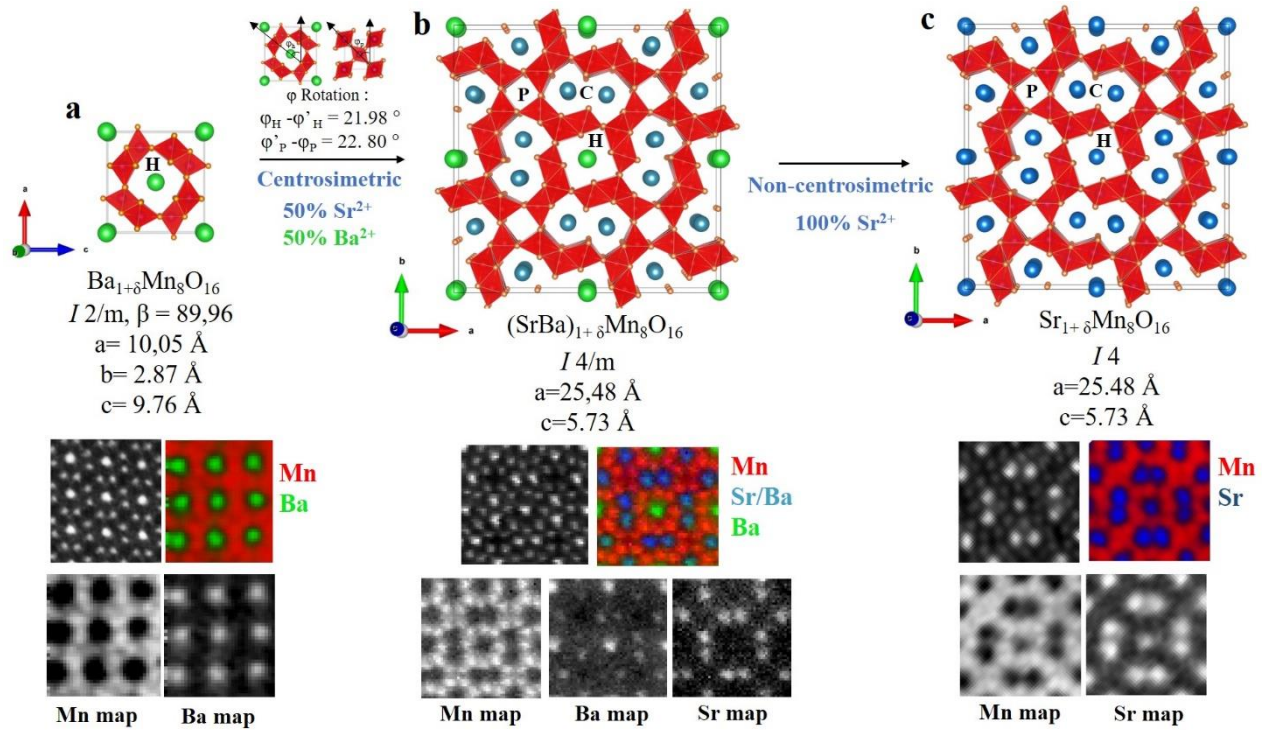 a
H
a
c
b
Ba1+δMn8O16
I 2/m, β = 89,96
a= 10,05 Å
b= 2.87 Å
c= 9.76 Å
Mn
Ba
Mn map
Ba map
φ Rotation :
φH -φ'H = 21.98 °
φ'P -φP = 22. 80 °
Centrosimetric
50% Sr2+
50% Ba2+
b
P
C
H
b
a
(SrBa)1+ δMn8O16
I 4/m
a=25,48 Å
c=5.73 Å
Mn
Sr/Ba
Ba
Mn map
Ba map
Sr map
Non-centrosimetric
100% Sr2+
c
P
C
H
b
a
Sr1+ δMn8O16
I 4
a=25.48 Å
c=5.73 Å
Mn
Sr
Mn map
Sr map